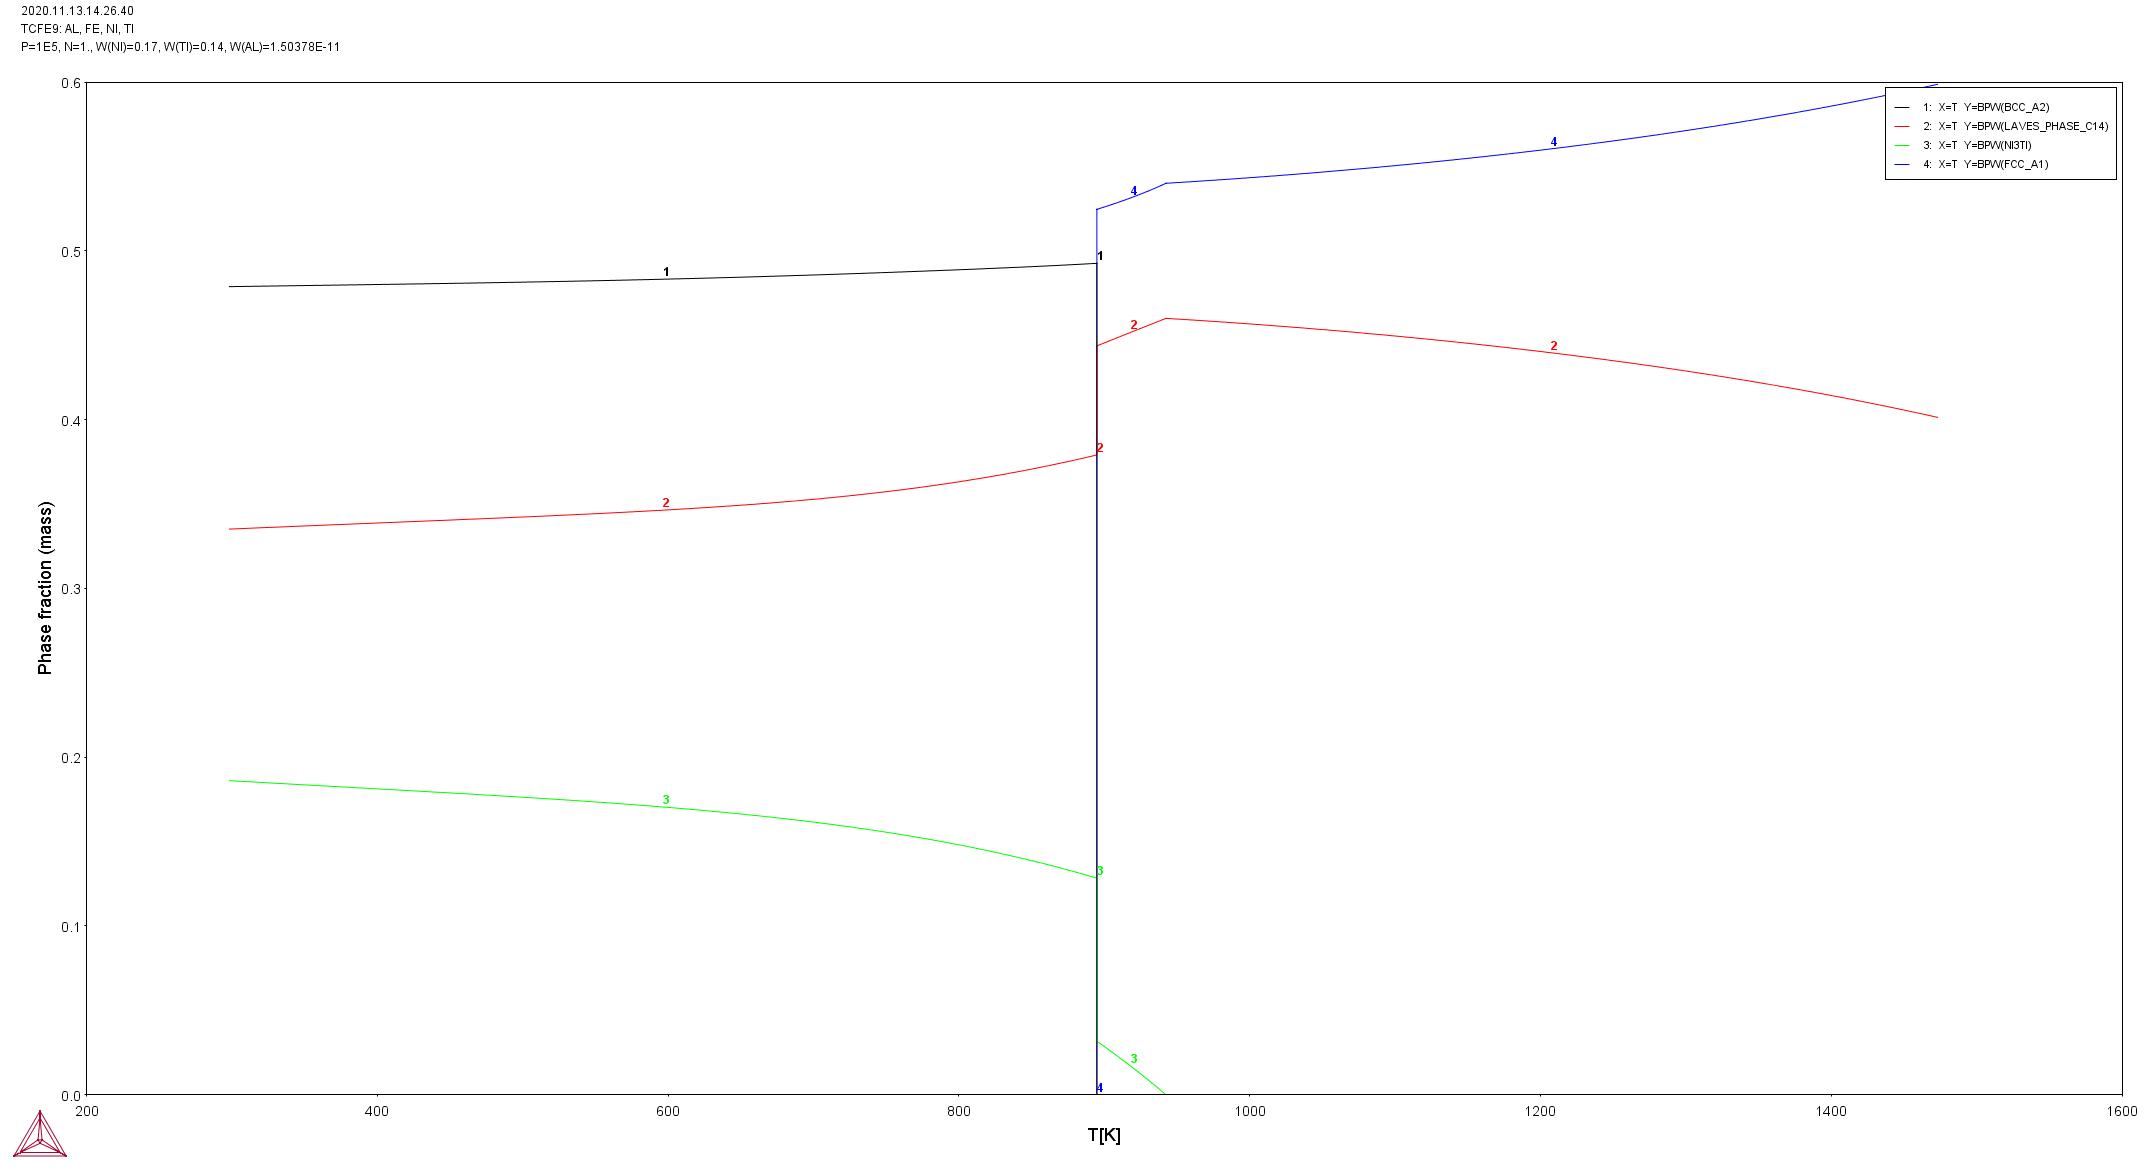 2020.11.13.14.26.40
TCFE9: AL, FE, NI, TI
P=1E5, N=1., W(NI)=0.17, W(TI)=0.14, W(AL)=1.50378E-11
0.6
0.5
0.4
0.3
0.2
0.1
0.0
Phase fraction (mass)
1: X=T Y=BPW(BCC_A2)
2: X=T Y=BPW(LAVES_PHASE_C14)
3: X=T Y=BPW(NI3TI)
4: X=T Y=BPW(FCC_A1)
4
4
1
1
2
2
2
2
3
3
3
4
200 400 600 800 1000 1200 1400 1600
T[K]